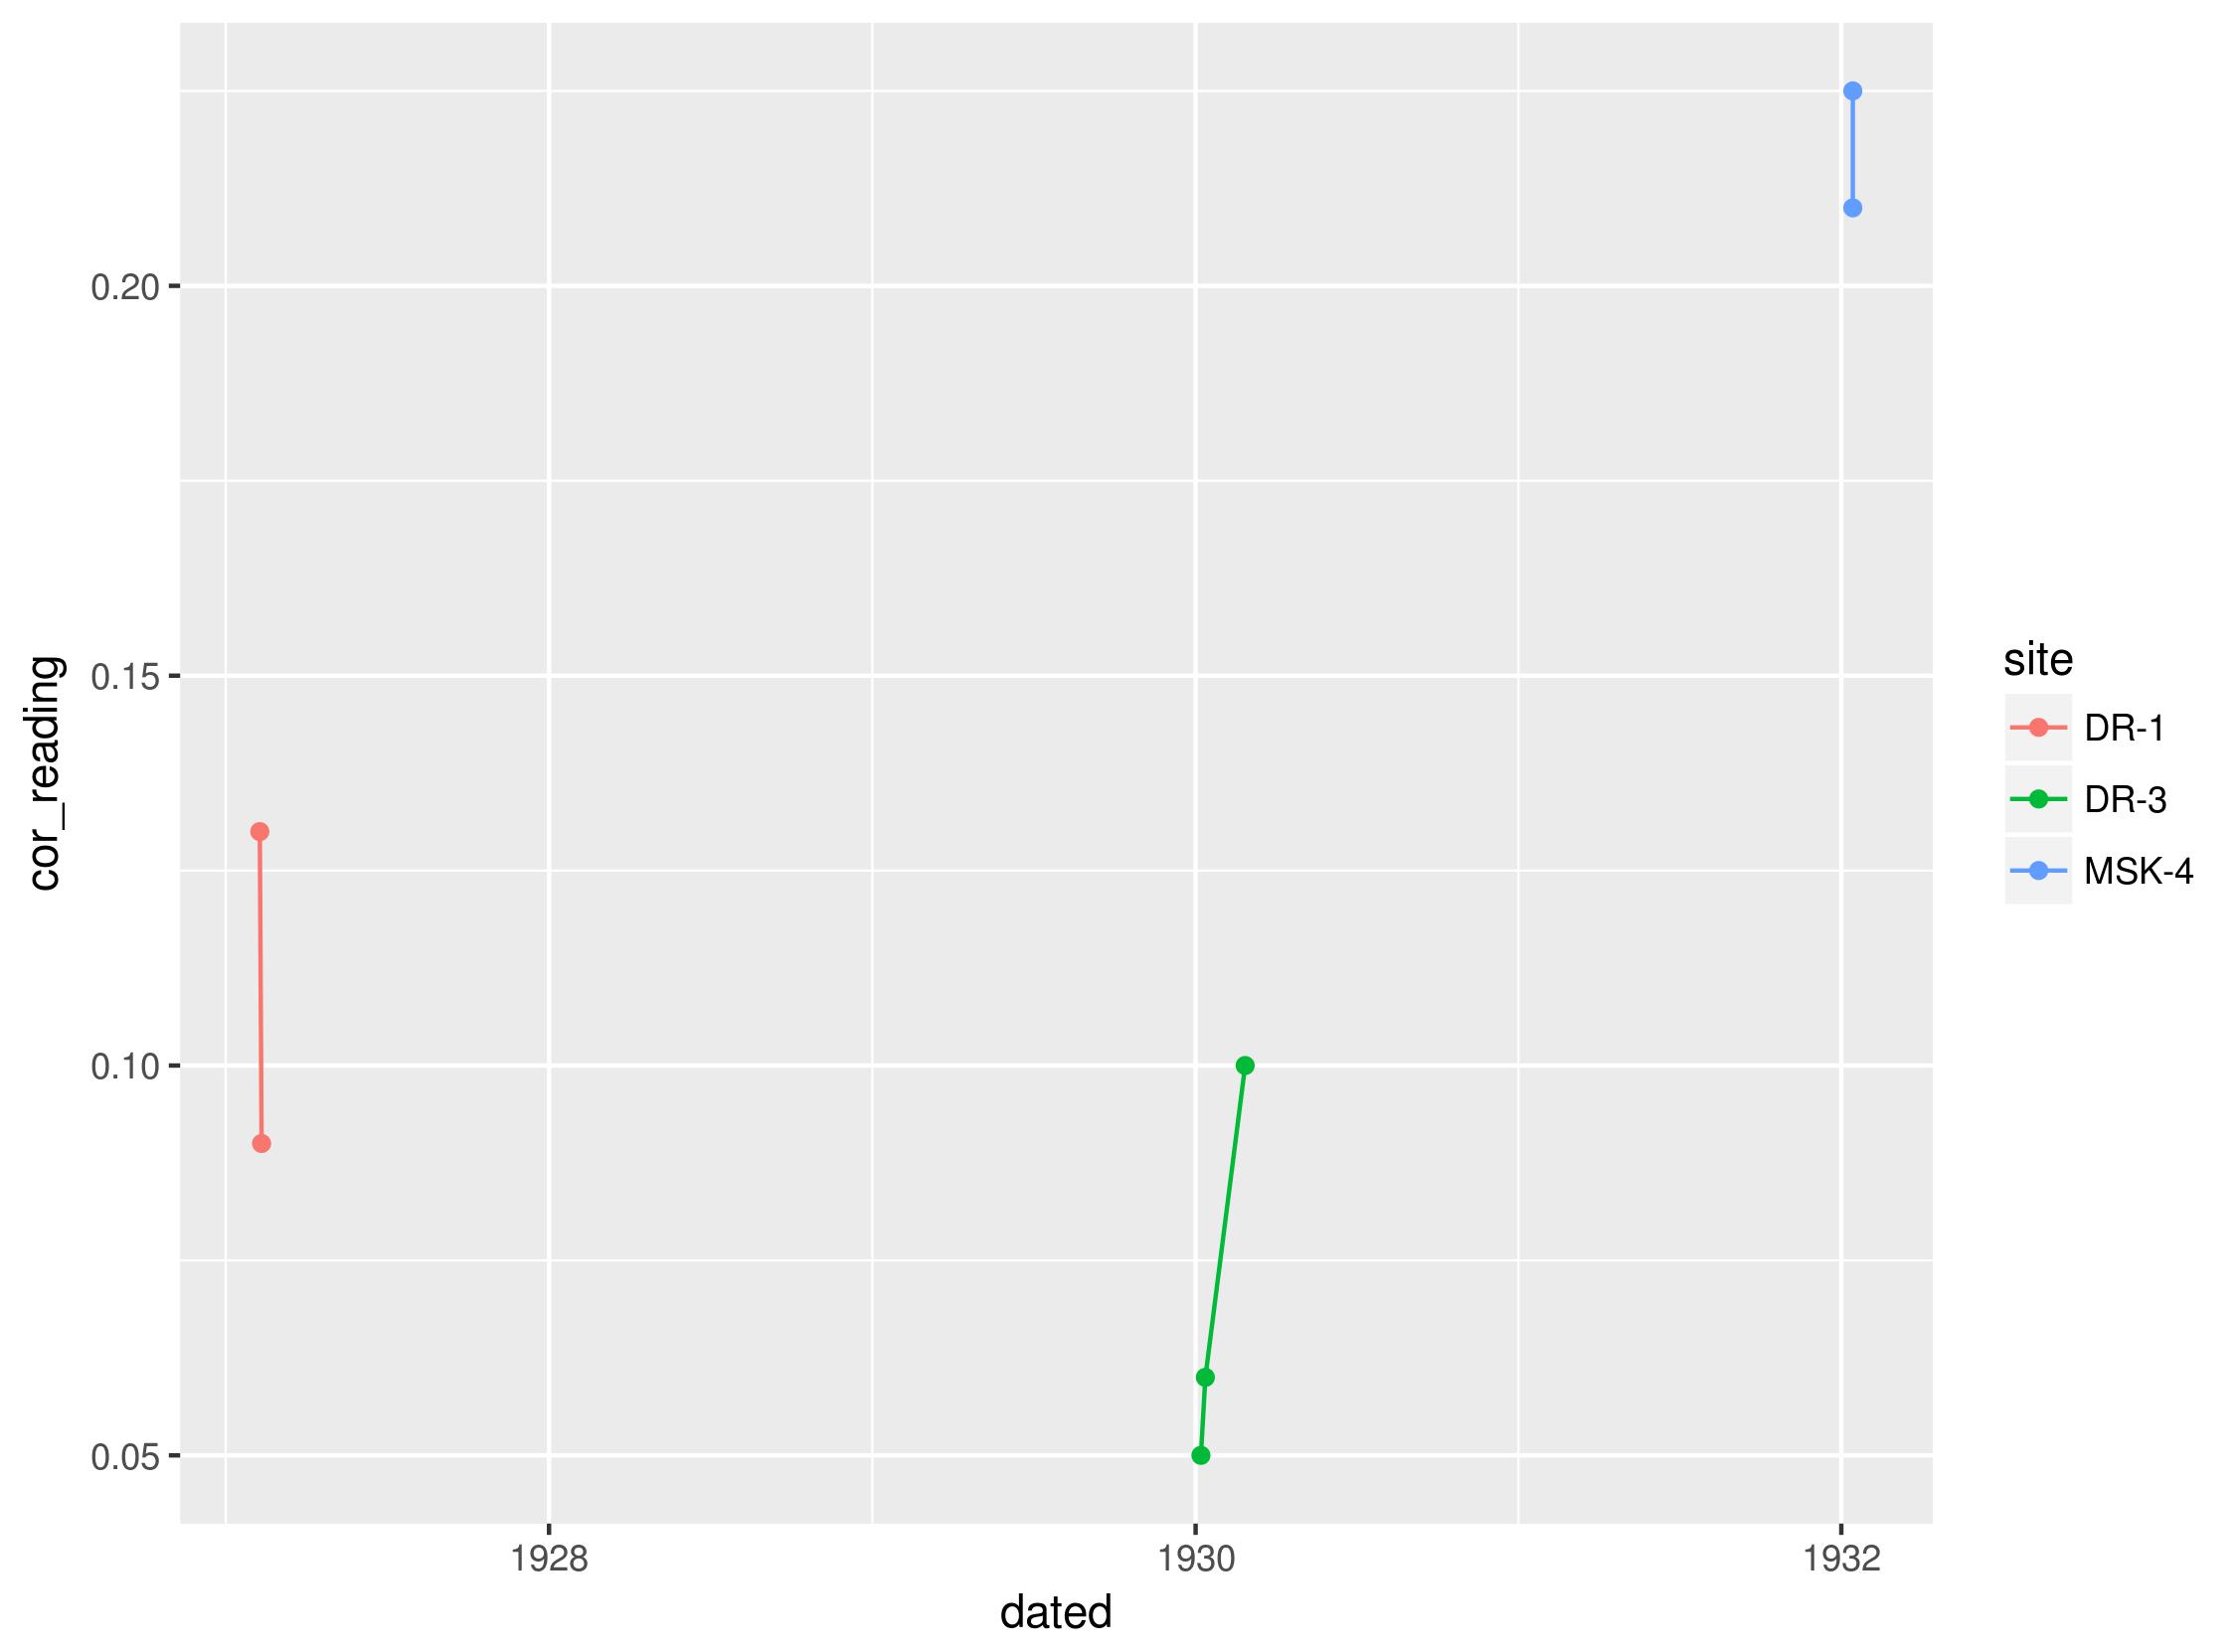 cor_reading
0.20
0.15
0.10
0.05
1928
1930
1932
dated
site
DR-1
DR-3
MSK-4